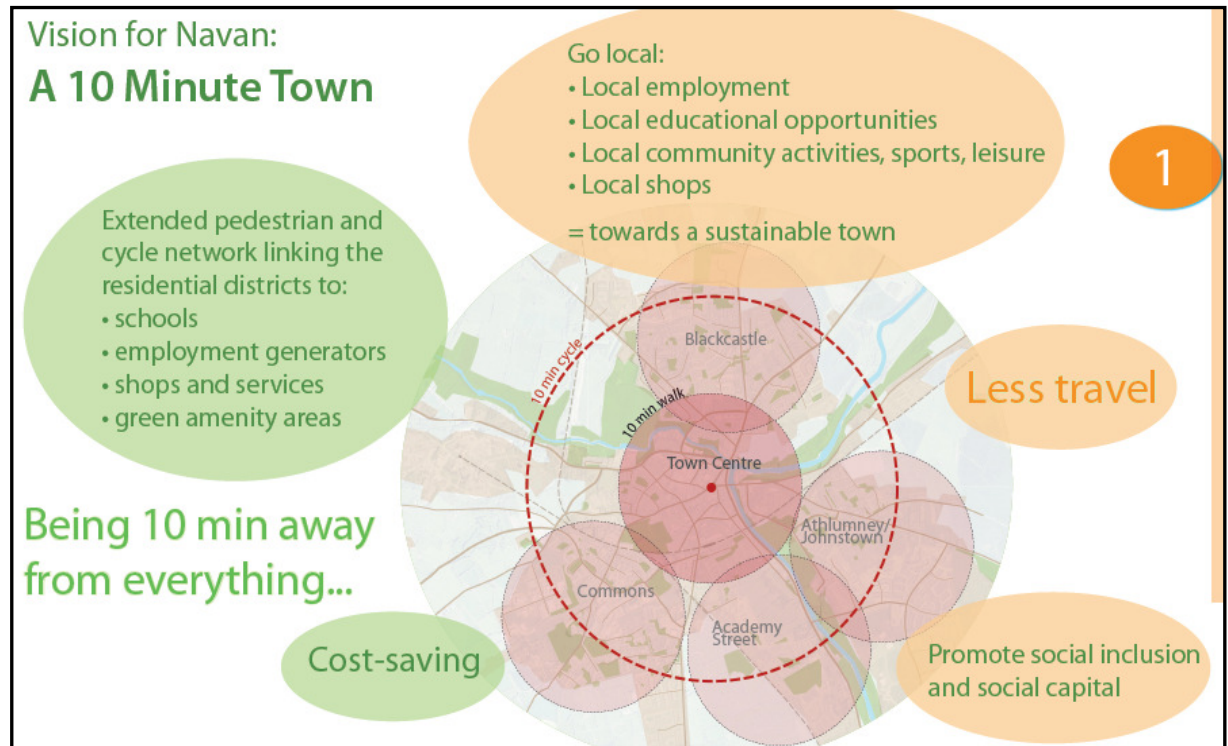 Vision for Navan:
A 10 Minute Town
Go local:
• Local employment
• Local educational opportunities
• Local community activities, sports, leisure
• Local shops
= towards a sustainable town
1
Extended pedestrian and
cycle network linking the
residential districts to:
• schools
• employment generators
• shops and services
• green amenity areas
Blackcastle
10 min cycle
10 min walk
Town Centre
Less travel
Athlumney/
Johnstown
Being 10 min away
from everything...
Commons
Academy
Street
Cost-saving
Promote social inclusion
and social capital